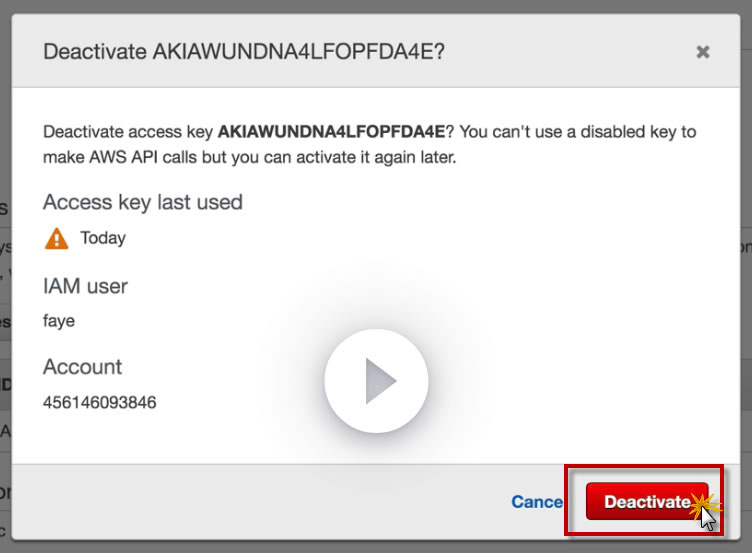 Deactivate AKIAWUNDNA4LFOPFDA4E?
Deactivate access key AKIAWUNDNA4LFOPFDA4E? You can't use a disabled key to
make AWS API calls but you can activate it again later.
Access key last used
Today
IAM user
faye
Account
456146093846
Cance
Deactivate